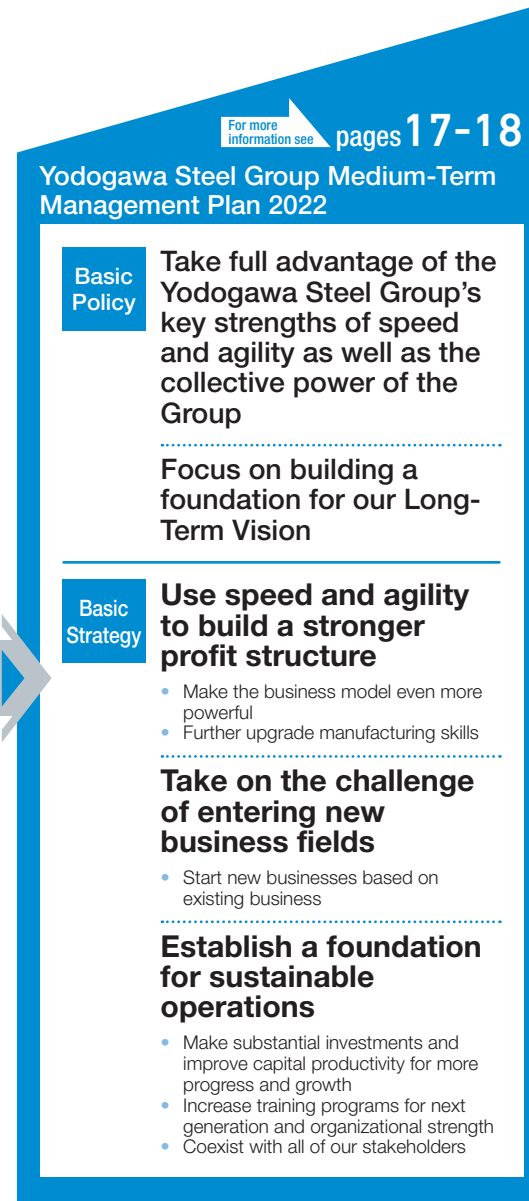 For more
information see
pages 17-18
Yodogawa Steel Group Medium-Term
Management Plan 2022
Basic
Policy
Take full advantage of the
Yodogawa Steel Group's
key strengths of speed
and agility as well as the
collective power of the
Group
Focus on building a
foundation for our Long-
Term Vision
Basic
Strategy
Use speed and agility
to build a stronger
profit structure
• Make the business model even more
powerful
• Further upgrade manufacturing skills
Take on the challenge
of entering new
business fields
• Start new businesses based on
existing business
Establish a foundation
for sustainable
operations
• Make substantial investments and
improve capital productivity for more
progress and growth
• Increase training programs for next
generation and organizational strength
• Coexist with all of our stakeholders